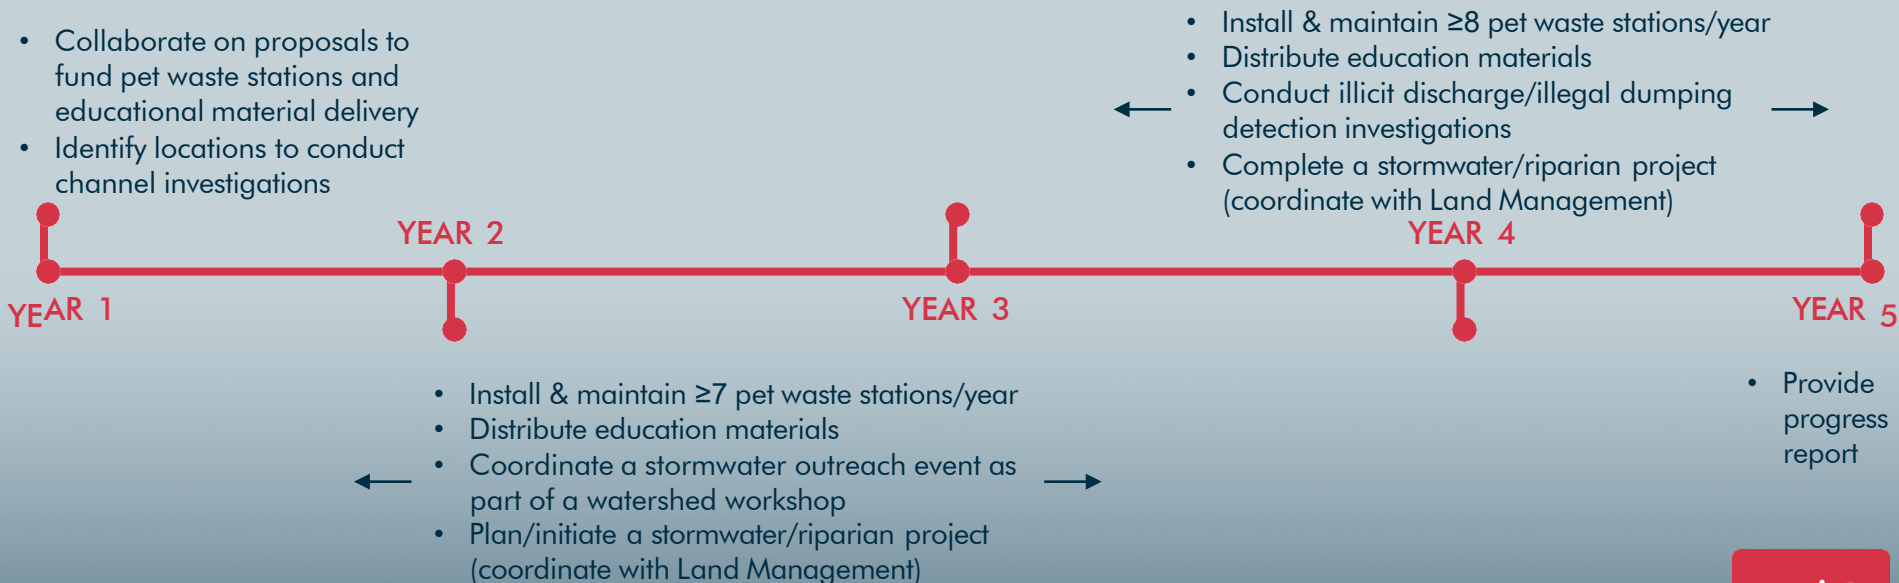 • Collaborate on proposals to
fund pet waste stations and
educational material delivery
• Identify locations to conduct
channel investigations
• Install & maintain ≥8 pet waste stations/year
• Distribute education materials
• Conduct illicit discharge/illegal dumping
detection investigations
• Complete a stormwater/riparian project
(coordinate with Land Management)
YEAR 1
YEAR 2
YEAR 3
YEAR 4
YEAR 5
• Install & maintain ≥7 pet waste stations/year
• Distribute education materials
• Coordinate a stormwater outreach event as
part of a watershed workshop
• Plan/initiate a stormwater/riparian project
(coordinate with Land Management)
• Provide
progress
report